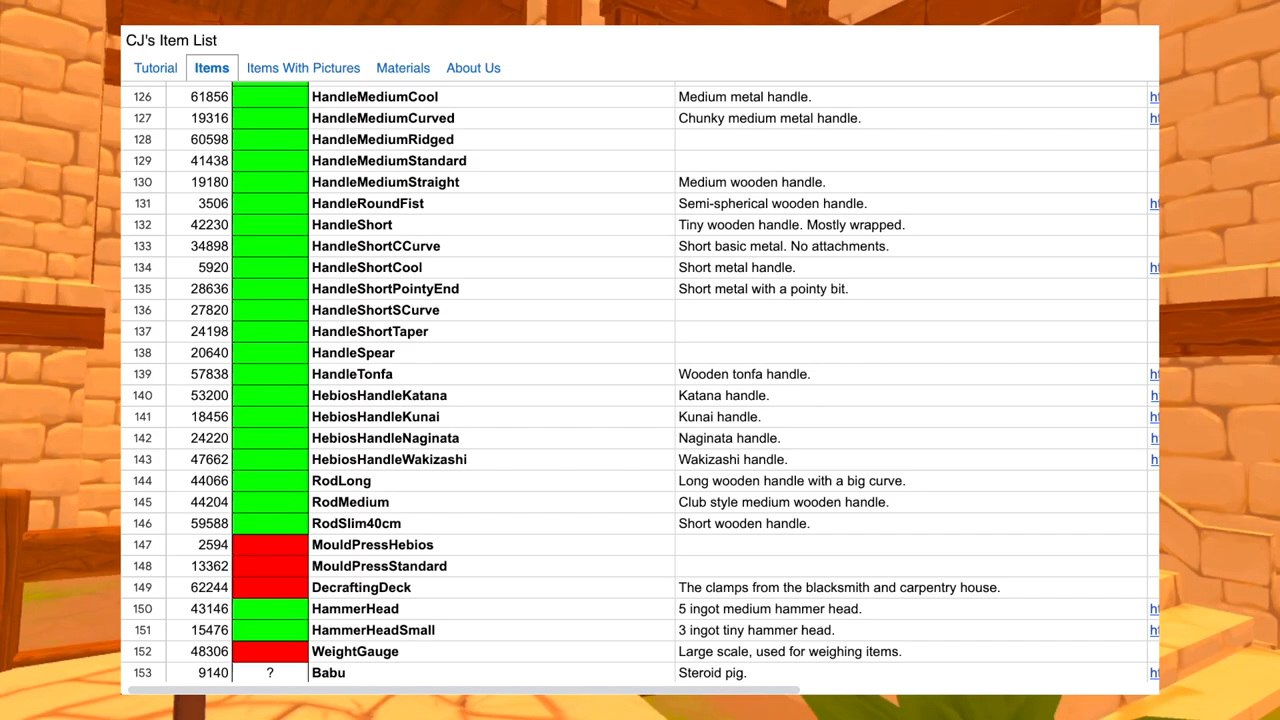 CJ's Item List
Tutorial Items Items With Pictures Materials About Us
126 61856 HandleMediumCool Medium metal handle. ht
127 19316 HandleMediumCurved Chunky medium metal handle. ht
128 60598 HandleMediumRidged
129 41438 HandleMediumStandard
130 19180 HandleMediumStraight Medium wooden handle.
131 3506 HandleRoundFist Semi-spherical wooden handle. ht
132 42230 HandleShort Tiny wooden handle. Mostly wrapped.
133 34898 HandleShortCCurve Short basic metal. No attachments.
134 5920 HandleShortCool Short metal handle. ht
135 28636 HandleShortPointyEnd Short metal with a pointy bit.
136 27820 HandleShortSCurve
137 24198 HandleShortTaper
138 20640 HandleSpear
139 57838 HandleTonfa Wooden tonfa handle. ht
140 53200 HebiosHandleKatana Katana handle. h
141 18456 HebiosHandleKunai Kunai handle. ht
142 24220 HebiosHandleNaginata Naginata handle. h
143 47662 HebiosHandleWakizashi Wakizashi handle. h
144 44066 RodLong Long wooden handle with a big curve.
145 44204 RodMedium Club style medium wooden handle.
146 59588 RodSlim40cm Short wooden handle.
147 2594 MouldPressHebios
148 13362 MouldPressStandard
149 62244 DecraftingDeck The clamps from the blacksmith and carpentry house.
150 43146 HammerHead 5 ingot medium hammer head. ht
151 15476 HammerHeadSmall 3 ingot tiny hammer head. ht
152 48306 WeightGauge Large scale, used for weighing items.
153 9140 ? Babu Steroid pig. ht